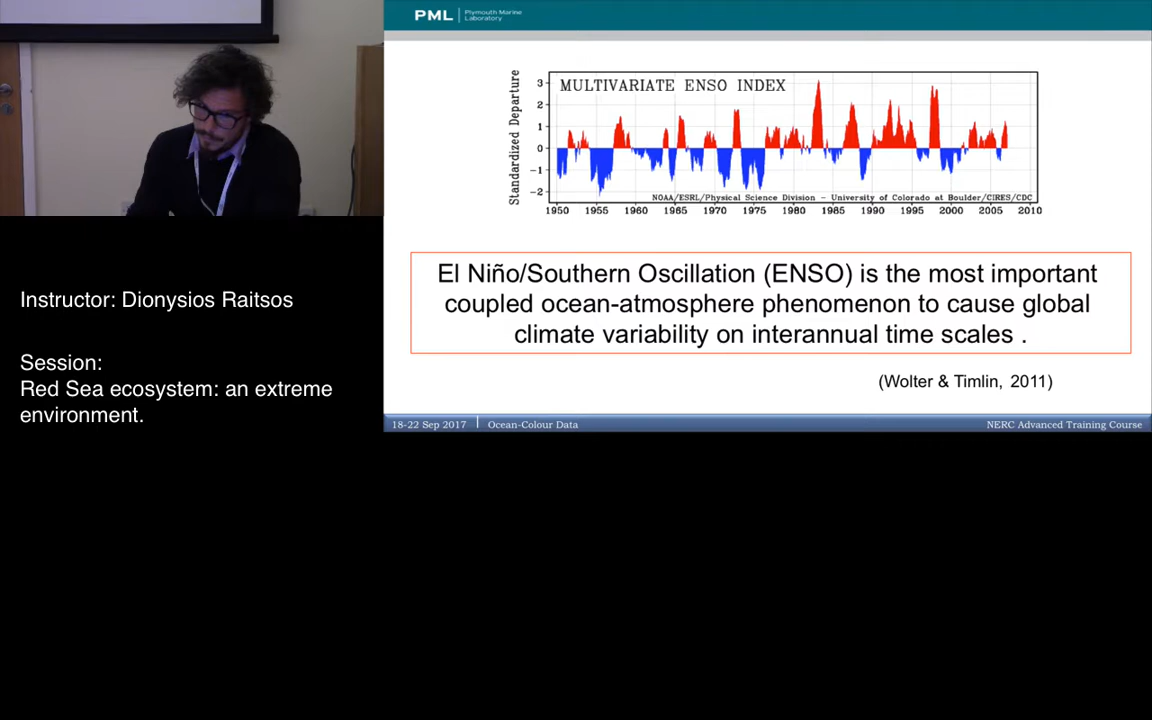 PML
Plymouth Marine
Laboratory
MULTIVARIATE ENSO INDEX
Standardized Departure
3
2
1
0
-1
-2
NOAA/ESRL/Physical Science Division – University of Colorado at Boulder/CIRES/CDC
1950 1955 1960 1965 1970 1975 1980 1985 1990 1995 2000 2005 2010
El Niño/Southern Oscillation (ENSO) is the most important
coupled ocean-atmosphere phenomenon to cause global
climate variability on interannual time scales .
(Wolter & Timlin, 2011)
18-22 Sep 2017 Ocean-Colour Data NERC Advanced Training Course
Instructor: Dionysios Raitsos
Session:
Red Sea ecosystem: an extreme
environment.